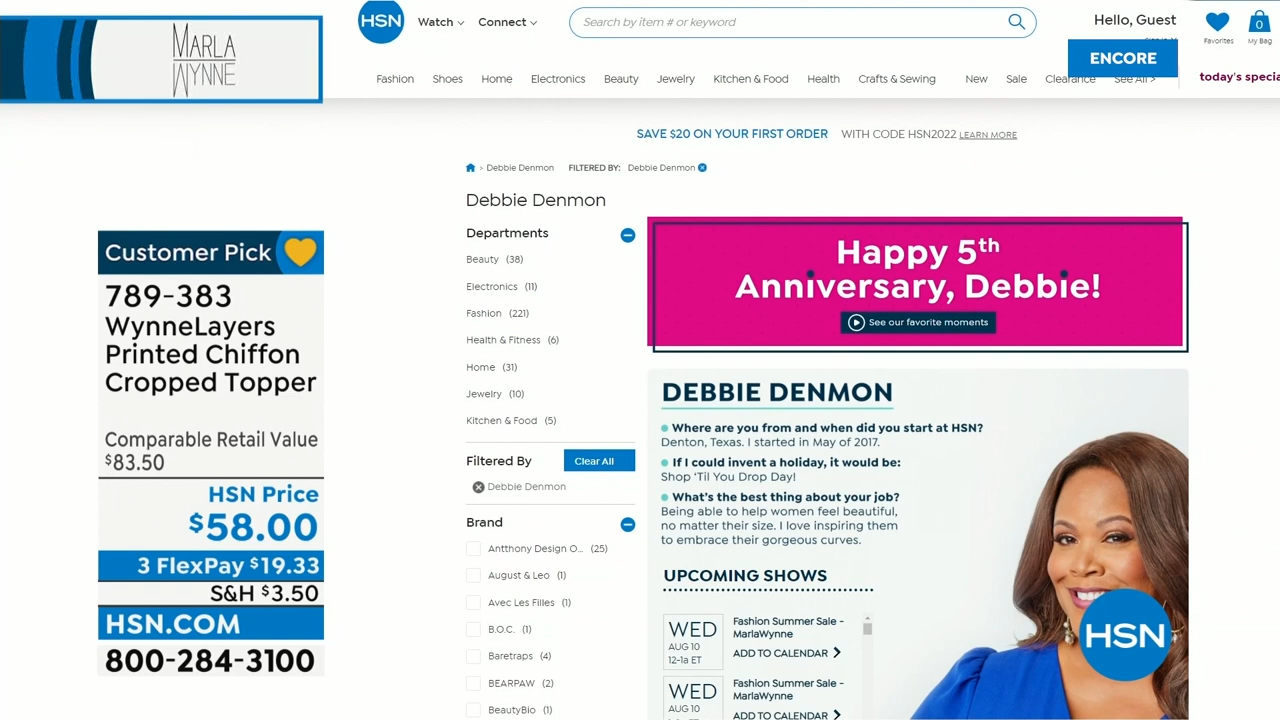 MARLA
WYNNE
HSN
Watch
Connect
Search by item # or keyword
Hello, Guest
Favorites
0
My Bag
ENCORE
Fashion
Shoes
Home
Electronics
Beauty
Jewelry
Kitchen & Food
Health
Crafts & Sewing
New
Sale
Clearance
See All >
today's specia
SAVE $20 ON YOUR FIRST ORDER WITH CODE HSN2022 LEARN MORE
> Debbie Denmon FILTERED BY: Debbie Denmon
Debbie Denmon
Departments
Beauty (38)
Electronics (11)
Fashion (221)
Health & Fitness (6)
Home (31)
Jewelry (10)
Kitchen & Food (5)
Filtered By
Clear All
Debbie Denmon
Brand
Antthony Design O... (25)
August & Leo (1)
Avec Les Filles (1)
B.O.C. (1)
Baretraps (4)
BEARPAW (2)
BeautyBio (1)
Customer Pick
789-383
WynneLayers
Printed Chiffon
Cropped Topper
Comparable Retail Value
$83.50
HSN Price
$58.00
3 FlexPay $19.33
S&H $3.50
HSN.COM
800-284-3100
Happy 5th
Anniversary, Debbie!
See our favorite moments
DEBBIE DENMON
Where are you from and when did you start at HSN?
Denton, Texas. I started in May of 2017.
If I could invent a holiday, it would be:
Shop 'Til You Drop Day!
What's the best thing about your job?
Being able to help women feel beautiful,
no matter their size. I love inspiring them
to embrace their gorgeous curves.
UPCOMING SHOWS
WED
AUG 10
12-1a ET
Fashion Summer Sale -
MarlaWynne
ADD TO CALENDAR
WED
AUG 10
Fashion Summer Sale -
MarlaWynne
ADD TO CALENDAR
HSN